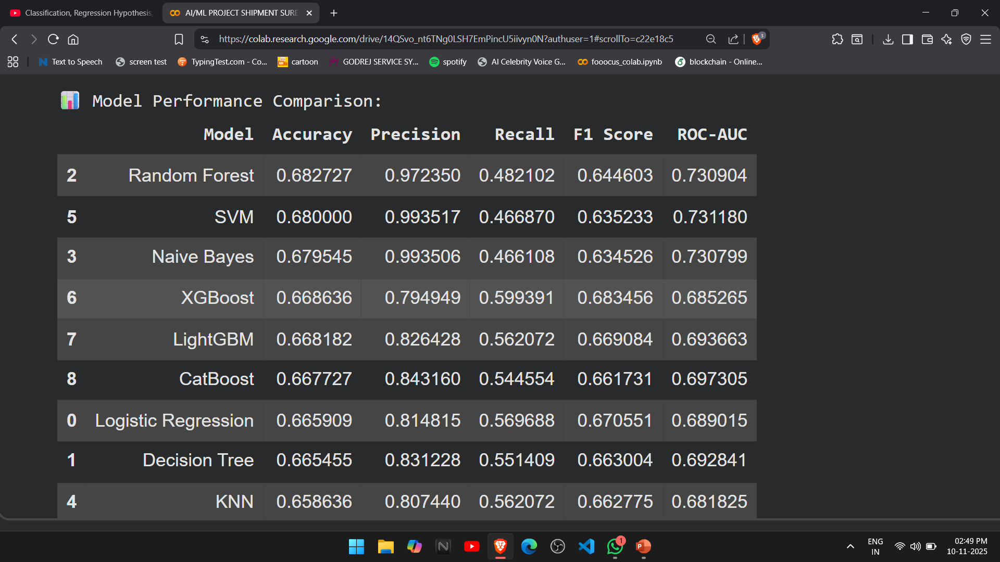 Classification, Regression Hypothesis,
AI/ML PROJECT SHIPMENT SURE
https://colab.research.google.com/drive/14QSvo_nt6TNg0LSH7EmPincU5iivyn0N?authuser=1#scrollTo=c22e18c5
3
Text to Speech
screen test
TypingTest.com - Co...
cartoon
GODREJ SERVICE SY...
spotify
AI Celebrity Voice G...
fooocus_colab.ipynb
blockchain - Online...
Model Performance Comparison:
Model Accuracy Precision Recall F1 Score ROC-AUC
2 Random Forest 0.682727 0.972350 0.482102 0.644603 0.730904
5 SVM 0.680000 0.993517 0.466870 0.635233 0.731180
3 Naive Bayes 0.679545 0.993506 0.466108 0.634526 0.730799
6 XGBoost 0.668636 0.794949 0.599391 0.683456 0.685265
7 LightGBM 0.668182 0.826428 0.562072 0.669084 0.693663
8 CatBoost 0.667727 0.843160 0.544554 0.661731 0.697305
0 Logistic Regression 0.665909 0.814815 0.569688 0.670551 0.689015
1 Decision Tree 0.665455 0.831228 0.551409 0.663004 0.692841
4 KNN 0.658636 0.807440 0.562072 0.662775 0.681825
1
ENG
IN
02:49 PM
10-11-2025